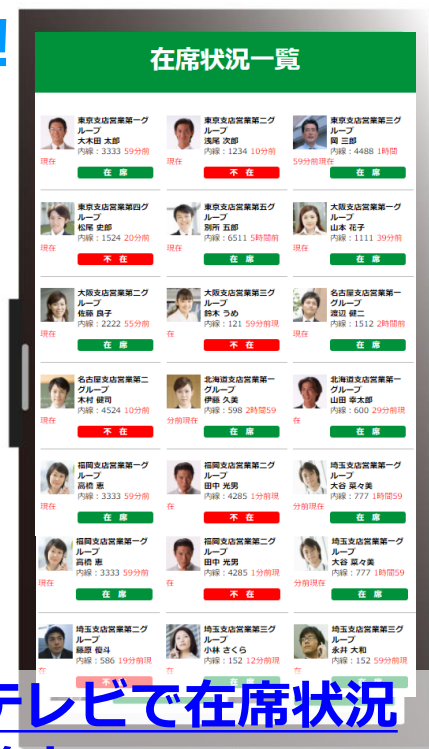 !
在席状況一覧
東京支店営業第一グ
ループ
大木田 太郎
内線：3333 59分前
現在
在 席
東京支店営業第二グ
ループ
浅尾 次郎
内線：1234 10分前
現在
不 在
東京支店営業第三グ
ループ
岡 三郎
内線：4488 1時間
59分前現在
在 席
東京支店営業第四グ
ループ
松尾 史郎
内線：1524 20分前
現在
不 在
東京支店営業第五グ
ループ
別所 五郎
内線：6511 5時間前
現在
在 席
大阪支店営業第一グ
ループ
山本 花子
内線：1111 39分前
現在
在 席
大阪支店営業第二グ
ループ
佐藤 良子
内線：2222 55分前
現在
在 席
大阪支店営業第三グ
ループ
鈴木 うめ
内線：121 59分前現
在
不 在
名古屋支店営業第一
グループ
渡辺 健二
内線：1512 2時間前
現在
在 席
名古屋支店営業第二
グループ
木村 健司
内線：4524 10分前
現在
不 在
北海道支店営業第一
グループ
伊藤 久美
内線：598 2時間59
分前現在
在 席
北海道支店営業第一
グループ
山田 幸太郎
内線：600 29分前現
在
在 席
福岡支店営業第一グ
ループ
高橋 恵
内線：3333 59分前
現在
在 席
福岡支店営業第二グ
ループ
田中 光男
内線：4285 1分前現
在
不 在
埼玉支店営業第一グ
ループ
大谷 菜々美
内線：777 1時間59
分前現在
在 席
福岡支店営業第一グ
ループ
高橋 恵
内線：3333 59分前
現在
在 席
福岡支店営業第二グ
ループ
田中 光男
内線：4285 1分前現
在
不 在
埼玉支店営業第一グ
ループ
大谷 菜々美
内線：777 1時間59
分前現在
在 席
埼玉支店営業第二グ
ループ
藤原 優斗
内線：586 19分前現
在
不 在
埼玉支店営業第三グ
ループ
小林 さくら
内線：152 12分前現
在
埼玉支店営業第三グ
ループ
永井 大和
内線：152 59分前現
在
テレビで在席状況